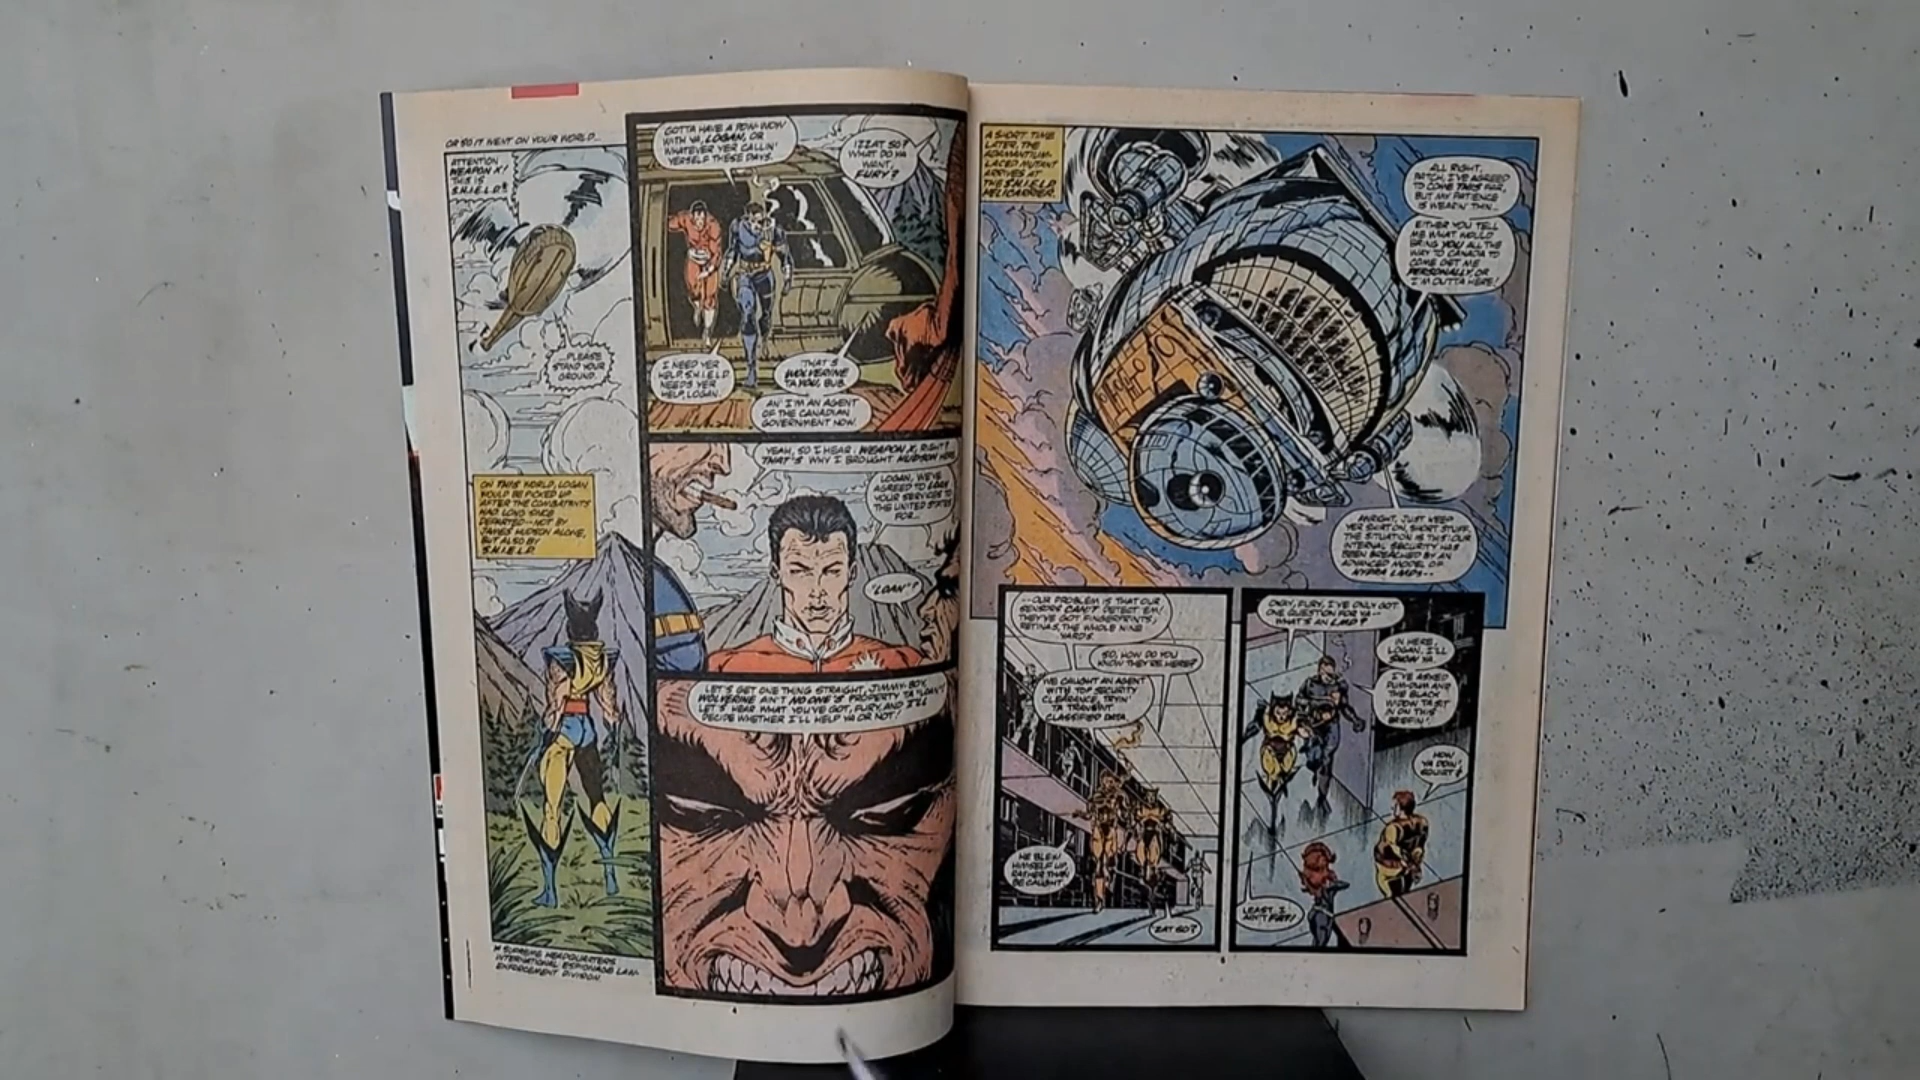 OR SO IT WENT ON YOUR WORLD...
ATTENTION,
WEAPON X!
THIS IS
S.H.I.E.L.D.*
...PLEASE
STAND YOUR
GROUND.
ON THIS WORLD, LOGAN
WOULD BE PICKED UP
AFTER THE COMBATANTS
HAD LONG SINCE
DEPARTED--NOT BY
JAMES HUDSON ALONE,
BUT ALSO BY
S.H.I.E.L.D.
* SUPREME HEADQUARTERS
INTERNATIONAL ESPIONAGE LAW-
ENFORCEMENT DIVISION.
GOTTA HAVE A POW-WOW
WITH YA, LOGAN, OR
WHATEVER YER CALLIN'
YERSELF THESE DAYS.
IZZAT SO?
WHAT DO YA
WANT,
FURY?
I NEED YER
HELP. S.H.I.E.L.D.
NEEDS YER
HELP, LOGAN.
THAT'S
WOLVERINE
TA YOU, BUB.
AN' I'M AN AGENT
OF THE CANADIAN
GOVERNMENT NOW.
YEAH, SO I HEAR. WEAPON X, RIGHT?
THAT'S WHY I BROUGHT HUDSON HERE.
LOGAN, WE'VE
AGREED TO LOAN
YOUR SERVICES TO
THE UNITED STATES
FOR...
"LOAN"?
LET'S GET ONE THING STRAIGHT, JIMMY-BOY,
WOLVERINE AIN'T NO ONE'S PROPERTY TA "LOAN"!
LET'S HEAR WHAT YOU'VE GOT, FURY, AND I'LL
DECIDE WHETHER I'LL HELP YA OR NOT!
4
A SHORT TIME
LATER, THE
ADAMANTIUM-
LACED MUTANT
ARRIVES AT
THE S.H.I.E.L.D.
HELICARRIER.
ALL RIGHT,
PATCH, I'VE AGREED
TO COME THIS FAR,
BUT MY PATIENCE
IS WEARIN' THIN...
EITHER YOU TELL
ME WHAT WOULD
BRING YOU ALL THE
WAY TO CANADA TO
COME GET ME
PERSONALLY, OR
I'M OUTTA HERE!
AWRIGHT, JUST KEEP
YER SKIRT ON, SHORT STUFF.
THE SITUATION IS THIS: OUR
INTERNAL SECURITY HAS
BEEN BREACHED BY AN
ADVANCED MODEL OF
HYDRA LMDS--
--OUR PROBLEM IS THAT OUR
SENSORS CAN'T DETECT 'EM!
THEY'VE GOT FINGERPRINTS,
RETINAS, THE WHOLE NINE
YARDS.
SO, HOW DO YOU
KNOW THEY'RE HERE?
WE CAUGHT AN AGENT
WITH TOP SECURITY
CLEARANCE, TRYIN'
TA TRANSMIT
CLASSIFIED DATA.
HE BLEW
HIMSELF UP,
RATHER THAN
BE CAUGHT.
'ZAT SO?
OKAY, FURY, I'VE ONLY GOT
ONE QUESTION FOR YA--
WHAT'S AN LMD?
IN HERE,
LOGAN. I'LL
SHOW YA.
I'VE ASKED
DUM-DUM AND
THE BLACK
WIDOW TA SIT
IN ON THIS
BRIEFIN'.
HOW
YA DOIN'
SQUIRT?
LEAST, I
AIN'T FAT!